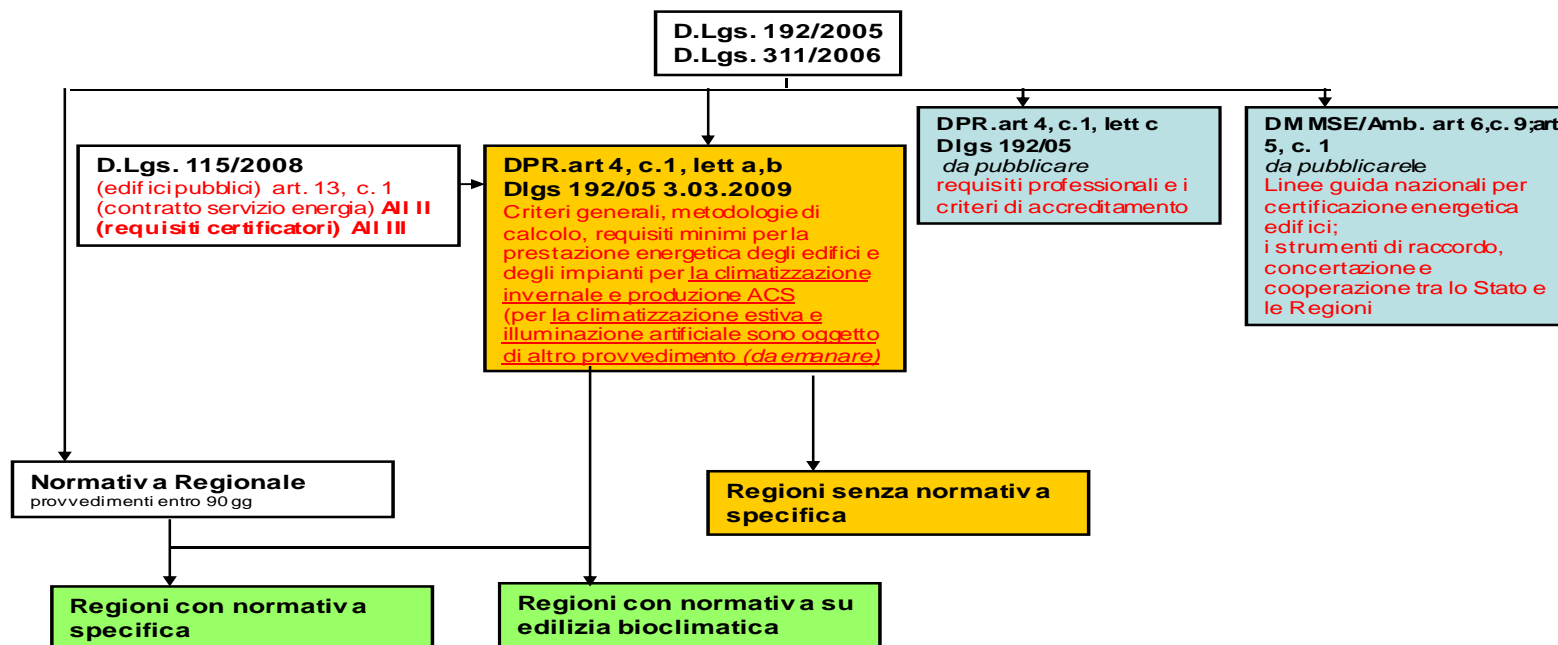 D.Lgs. 192/2005
D.Lgs. 311/2006
D.Lgs. 115/2008
(edifici pubblici) art. 13, c. 1
(contratto servizio energia) All II
(requisiti certificatori) All III
DPR.art 4, c.1, lett a,b
Dlgs 192/05 3.03.2009
Criteri generali, metodologie di
calcolo, requisiti minimi per la
prestazione energetica degli edifici e
degli impianti per la climatizzazione
invernale e produzione ACS
(per la climatizzazione estiva e
illuminazione artificiale sono oggetto
di altro provvedimento (da emanare)
DPR.art 4, c.1, lett c
Dlgs 192/05
da pubblicare
requisiti professionali e i
criteri di accreditamento
DM MSE/Amb. art 6,c. 9;art
5, c. 1
da pubblicarele
Linee guida nazionali per
certificazione energetica
edifici;
i strumenti di raccordo,
concertazione e
cooperazione tra lo Stato e
le Regioni
Normativa Regionale
provvedimenti entro 90 gg
Regioni senza normativa
specifica
Regioni con normativa
specifica
Regioni con normativa su
edilizia bioclimatica